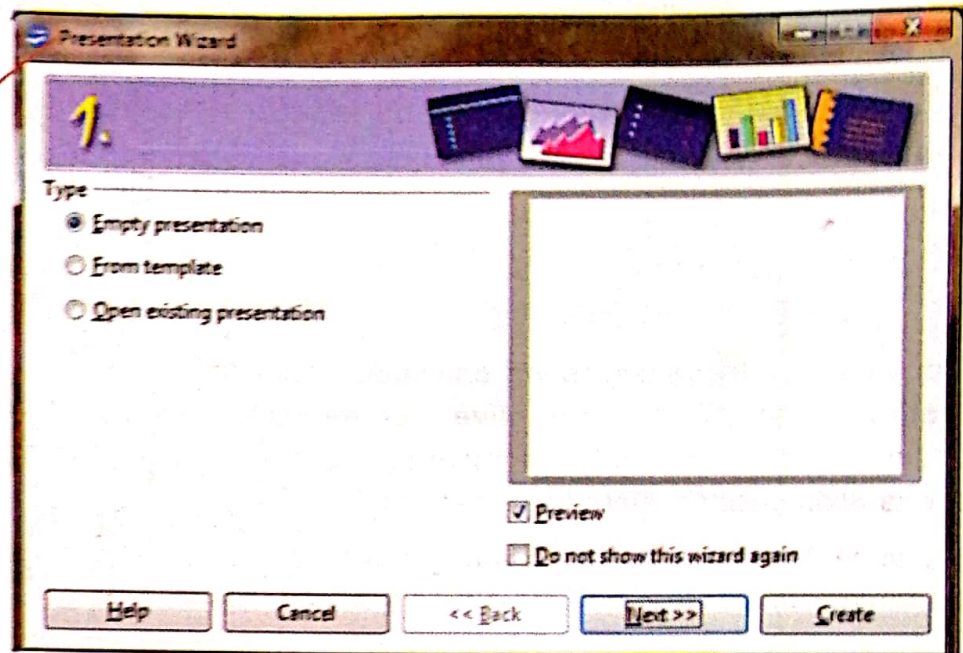 Presentation Wizard
1.
Type
Empty presentation
From template
Open existing presentation
Preview
Do not show this wizard again
Help
Cancel
<< Back
Next >>
Create